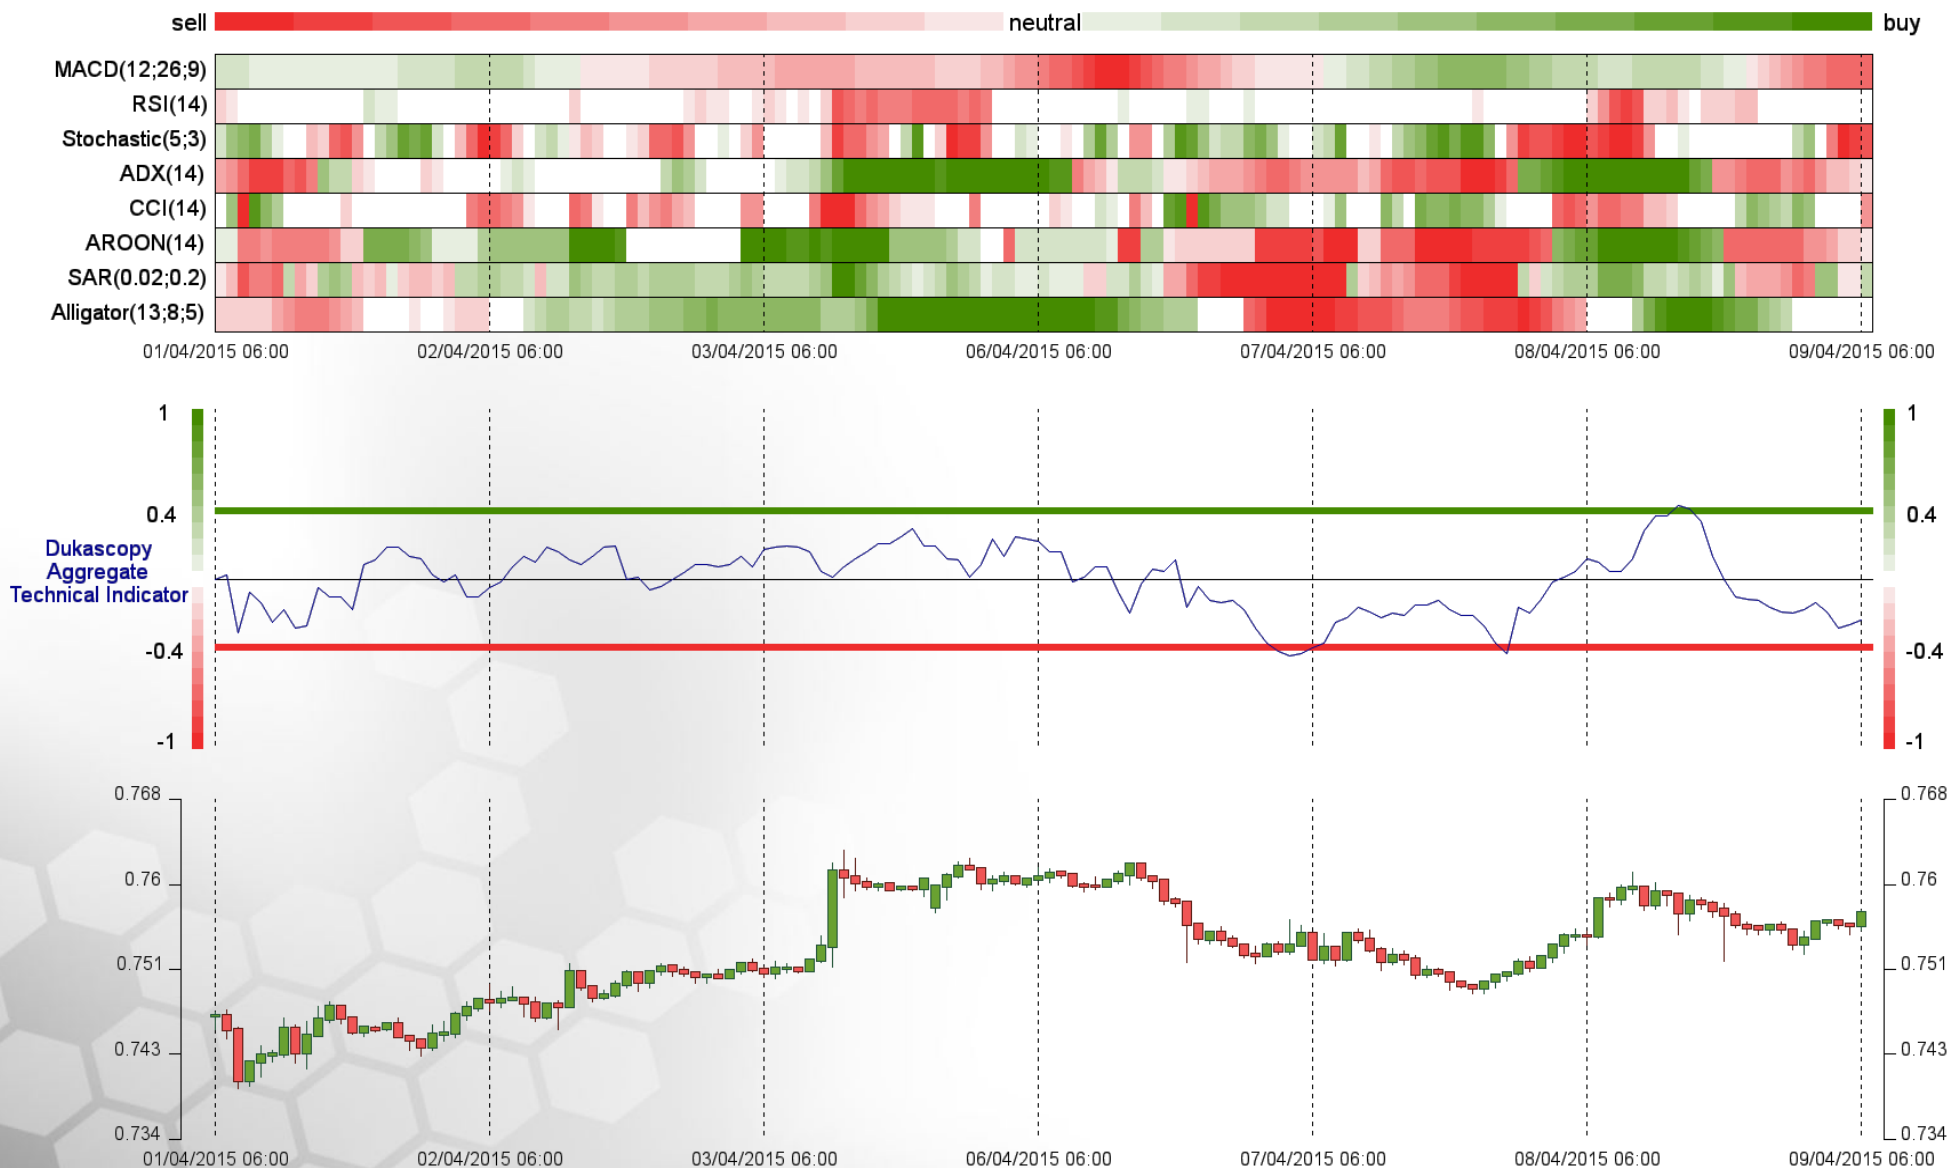 sell neutral buy
MACD(12;26;9)
RSI(14)
Stochastic(5;3)
ADX(14)
CCI(14)
AROON(14)
SAR(0.02;0.2)
Alligator(13;8;5)
01/04/2015 06:00 02/04/2015 06:00 03/04/2015 06:00 06/04/2015 06:00 07/04/2015 06:00 08/04/2015 06:00 09/04/2015 06:00
1 1
0.4 0.4
Dukascopy
Aggregate
Technical Indicator
-0.4 -0.4
-1 -1
0.768 0.768
0.76 0.76
0.751 0.751
0.743 0.743
0.734 0.734
01/04/2015 06:00 02/04/2015 06:00 03/04/2015 06:00 06/04/2015 06:00 07/04/2015 06:00 08/04/2015 06:00 09/04/2015 06:00